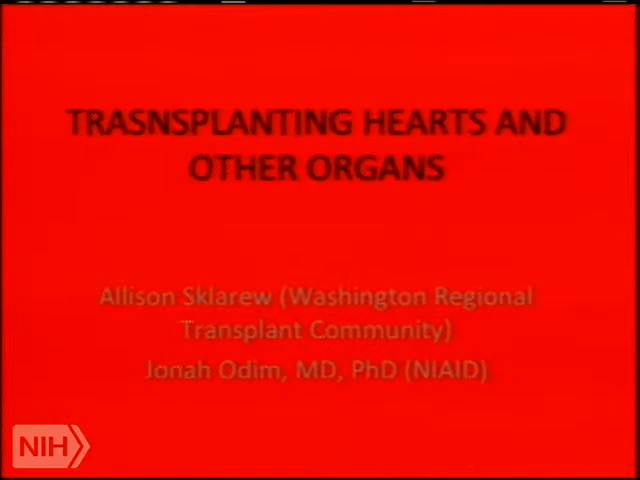 TRASNSPLANTING HEARTS AND
OTHER ORGANS
Allison Sklarew (Washington Regional
Transplant Community)
Jonah Odim, MD, PhD (NIAID)
NIH